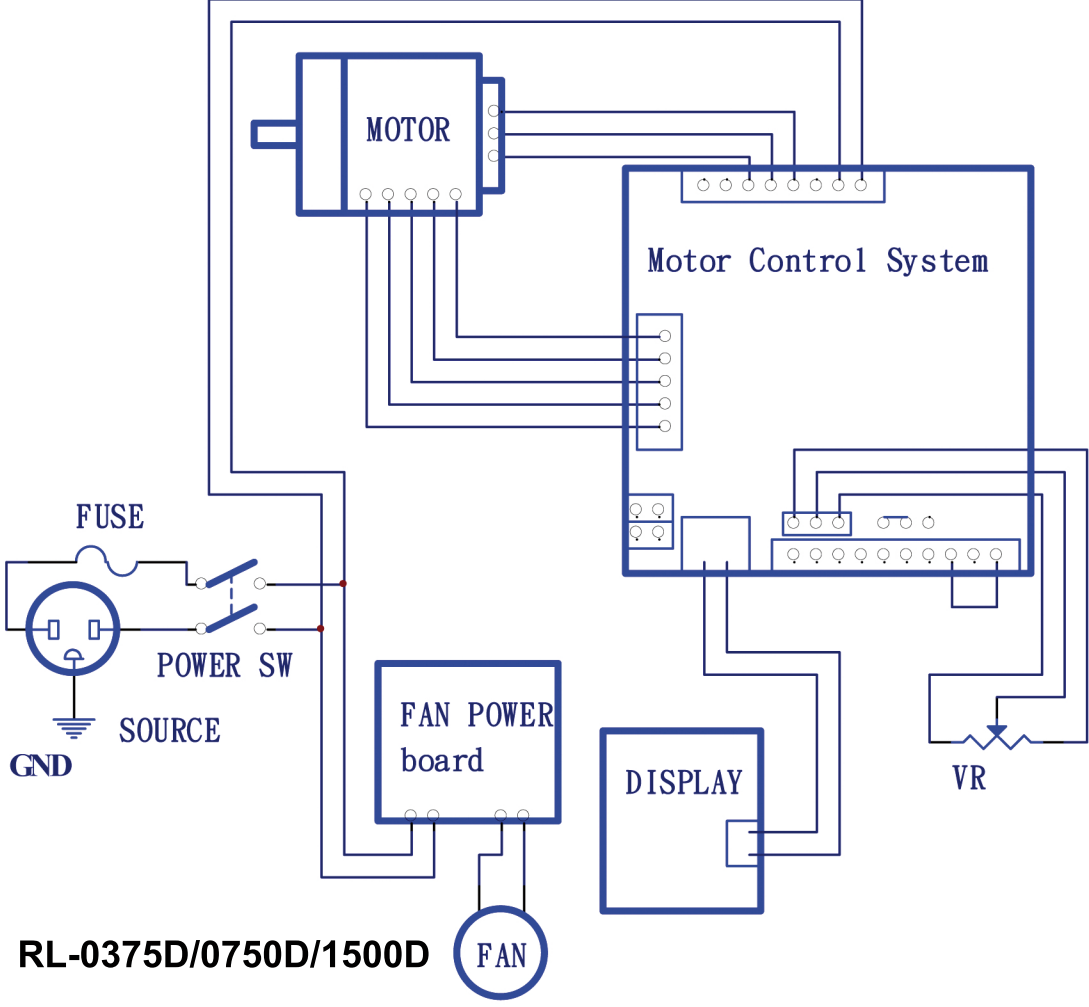 MOTOR
Motor Control System
FUSE
POWER SW
SOURCE
GND
FAN POWER
board
DISPLAY
VR
FAN
RL-0375D/0750D/1500D